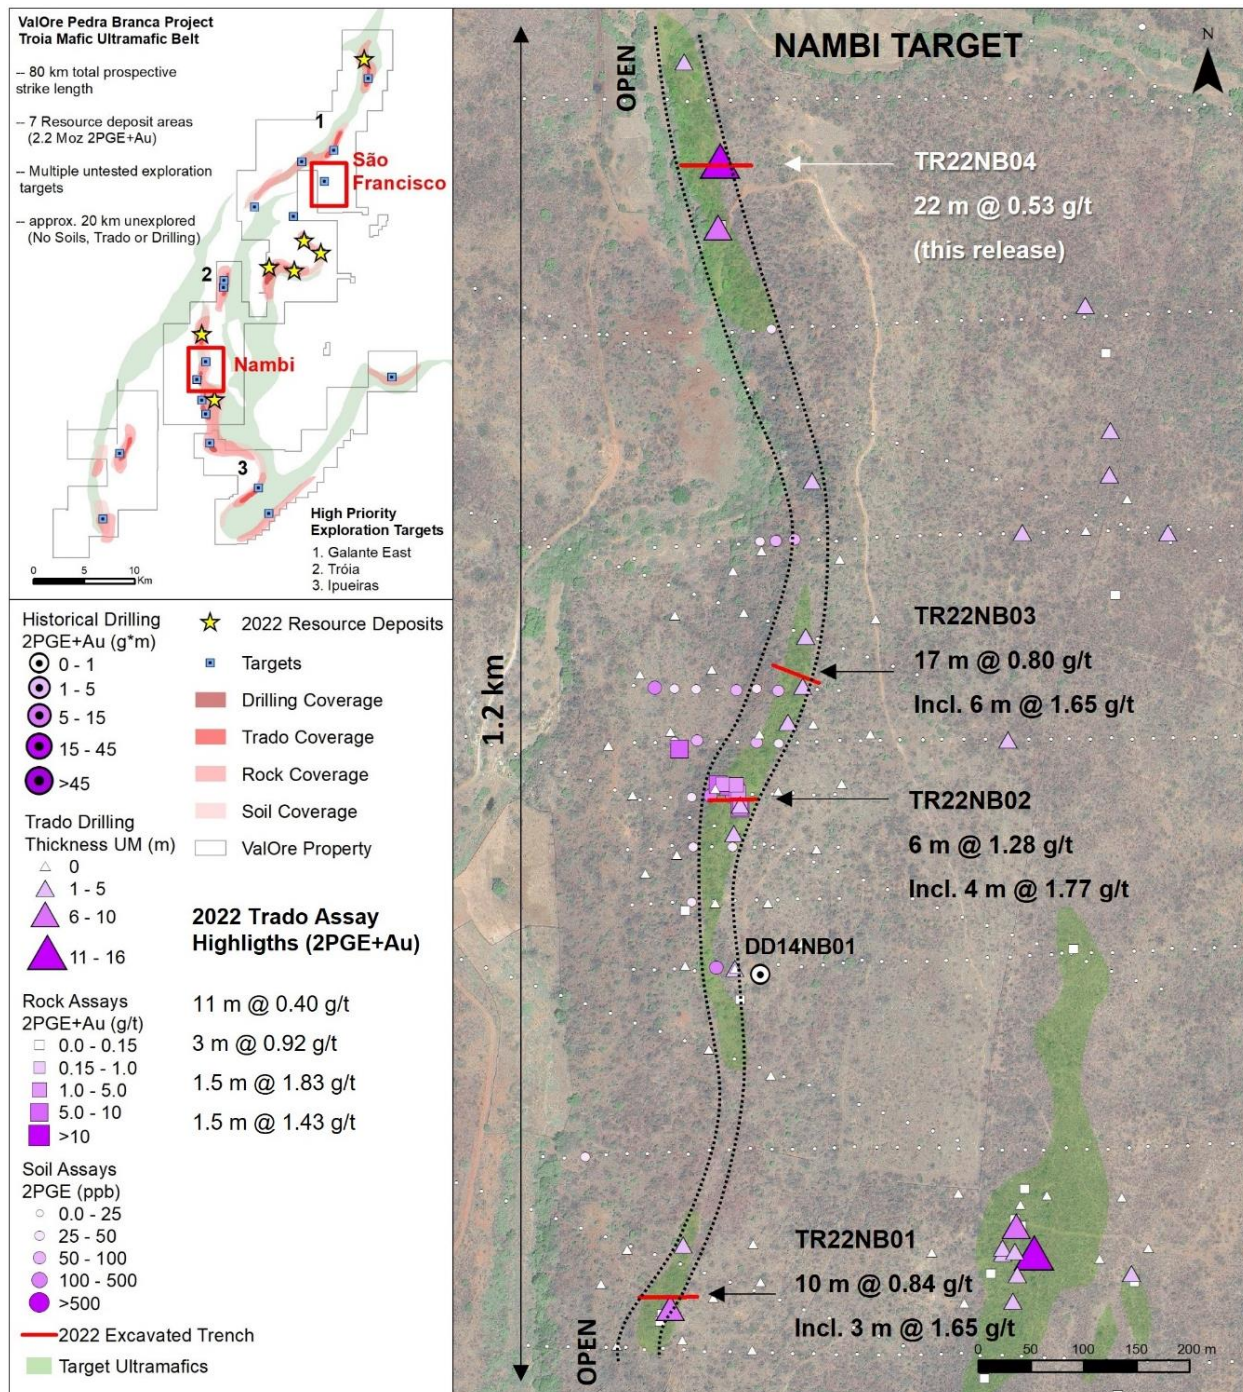 ValOre Pedra Branca Project
Troia Mafic Ultramafic Belt
-- 80 km total prospective
strike length
-- 7 Resource deposit areas
(2.2 Moz 2PGE+Au)
-- Multiple untested exploration
targets
-- approx. 20 km unexplored
(No Soils, Trado or Drilling)
1
São
Francisco
2
Nambi
3
High Priority
Exploration Targets
1. Galante East
2. Tróia
3. Ipueiras
0 5 10
Km
Historical Drilling
2PGE+Au (g*m)
0 - 1
1 - 5
5 - 15
15 - 45
>45
Trado Drilling
Thickness UM (m)
0
1 - 5
6 - 10
11 - 16
Rock Assays
2PGE+Au (g/t)
0.0 - 0.15
0.15 - 1.0
1.0 - 5.0
5.0 - 10
>10
Soil Assays
2PGE (ppb)
0.0 - 25
25 - 50
50 - 100
100 - 500
>500
2022 Excavated Trench
Target Ultramafics
2022 Resource Deposits
Targets
Drilling Coverage
Trado Coverage
Rock Coverage
Soil Coverage
ValOre Property
2022 Trado Assay
Highligths (2PGE+Au)
11 m @ 0.40 g/t
3 m @ 0.92 g/t
1.5 m @ 1.83 g/t
1.5 m @ 1.43 g/t
NAMBI TARGET
N
OPEN
1.2 km
TR22NB04
22 m @ 0.53 g/t
(this release)
TR22NB03
17 m @ 0.80 g/t
Incl. 6 m @ 1.65 g/t
TR22NB02
6 m @ 1.28 g/t
Incl. 4 m @ 1.77 g/t
DD14NB01
TR22NB01
10 m @ 0.84 g/t
Incl. 3 m @ 1.65 g/t
OPEN
0 50 100 150 200 m